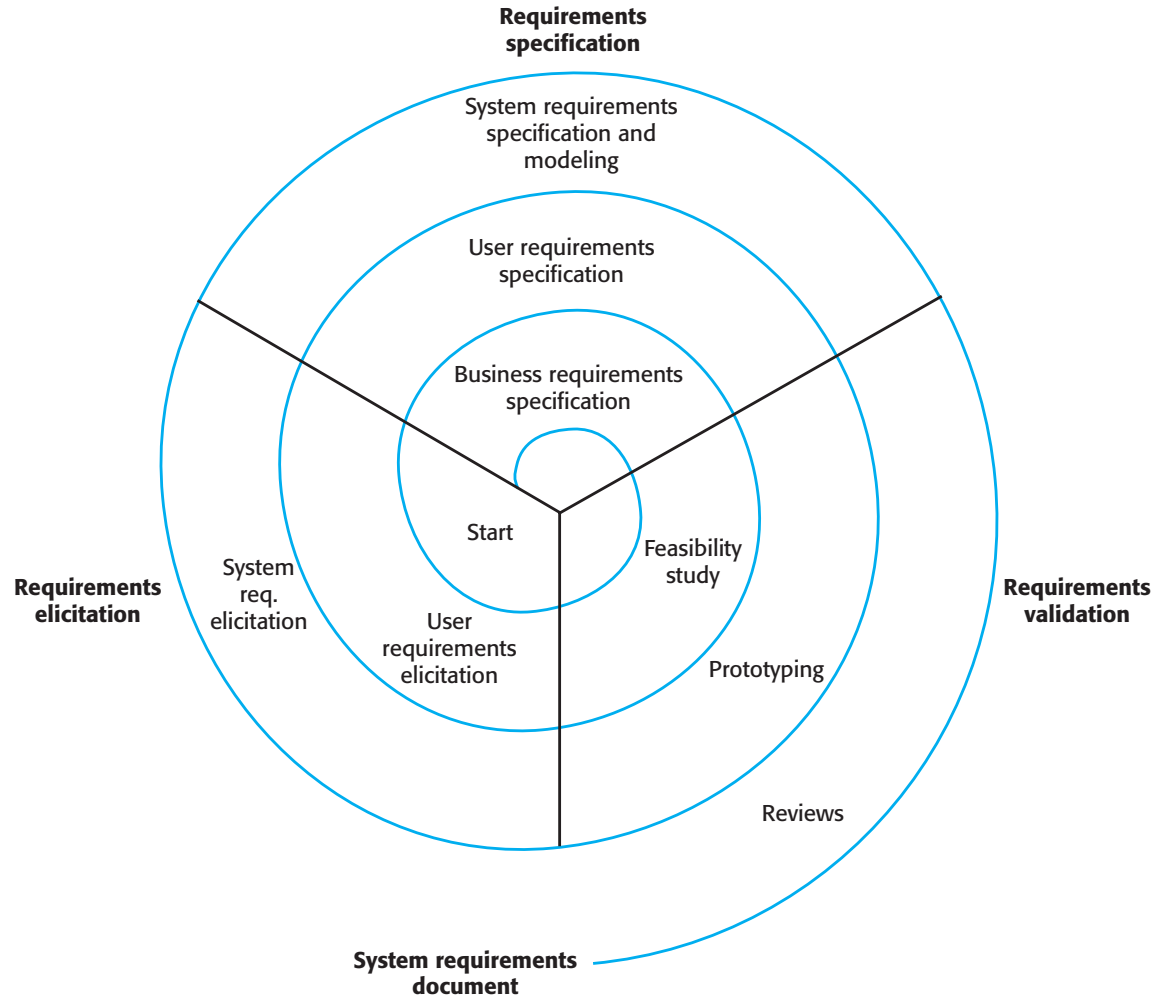 Requirements
specification
System requirements
specification and
modeling
User requirements
specification
Business requirements
specification
Start
Feasibility
study
System
req.
elicitation
Requirements
elicitation
Requirements
validation
User
requirements
elicitation
Prototyping
Reviews
System requirements
document